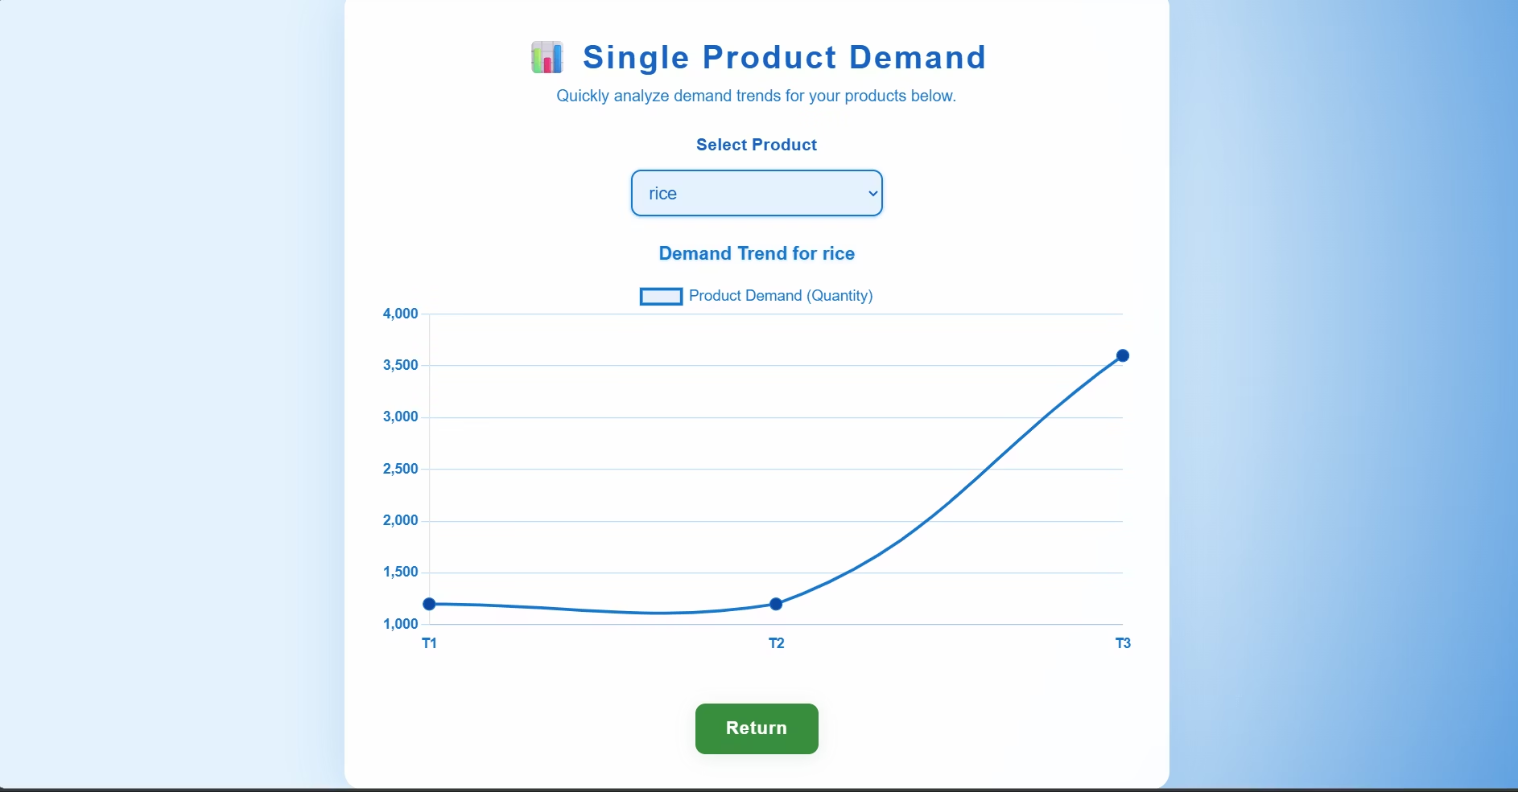 Single Product Demand
Quickly analyze demand trends for your products below.
Select Product
rice
Demand Trend for rice
Product Demand (Quantity)
4,000
3,500
3,000
2,500
2,000
1,500
1,000
T1 T2 T3
Return